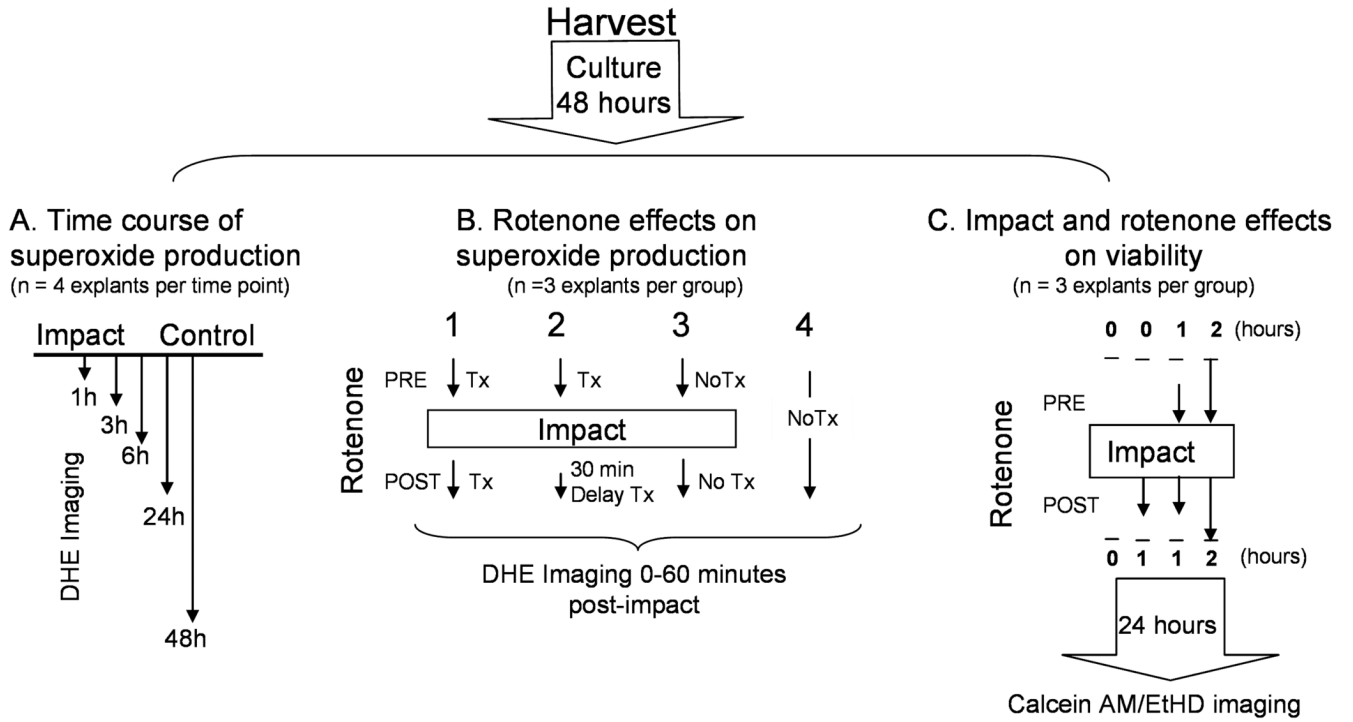 Harvest
Culture
48 hours
A. Time course of
superoxide production
(n = 4 explants per time point)
Impact Control
1h
3h
6h
24h
48h
DHE Imaging
B. Rotenone effects on
superoxide production
(n =3 explants per group)
1 2 3 4
Rotenone
PRE Tx Tx NoTx
NoTx
Impact
POST Tx 30 min
Delay Tx No Tx
DHE Imaging 0-60 minutes
post-impact
C. Impact and rotenone effects
on viability
(n = 3 explants per group)
0 0 1 2 (hours)
Rotenone
PRE
Impact
POST
0 1 1 2 (hours)
24 hours
Calcein AM/EtHD imaging